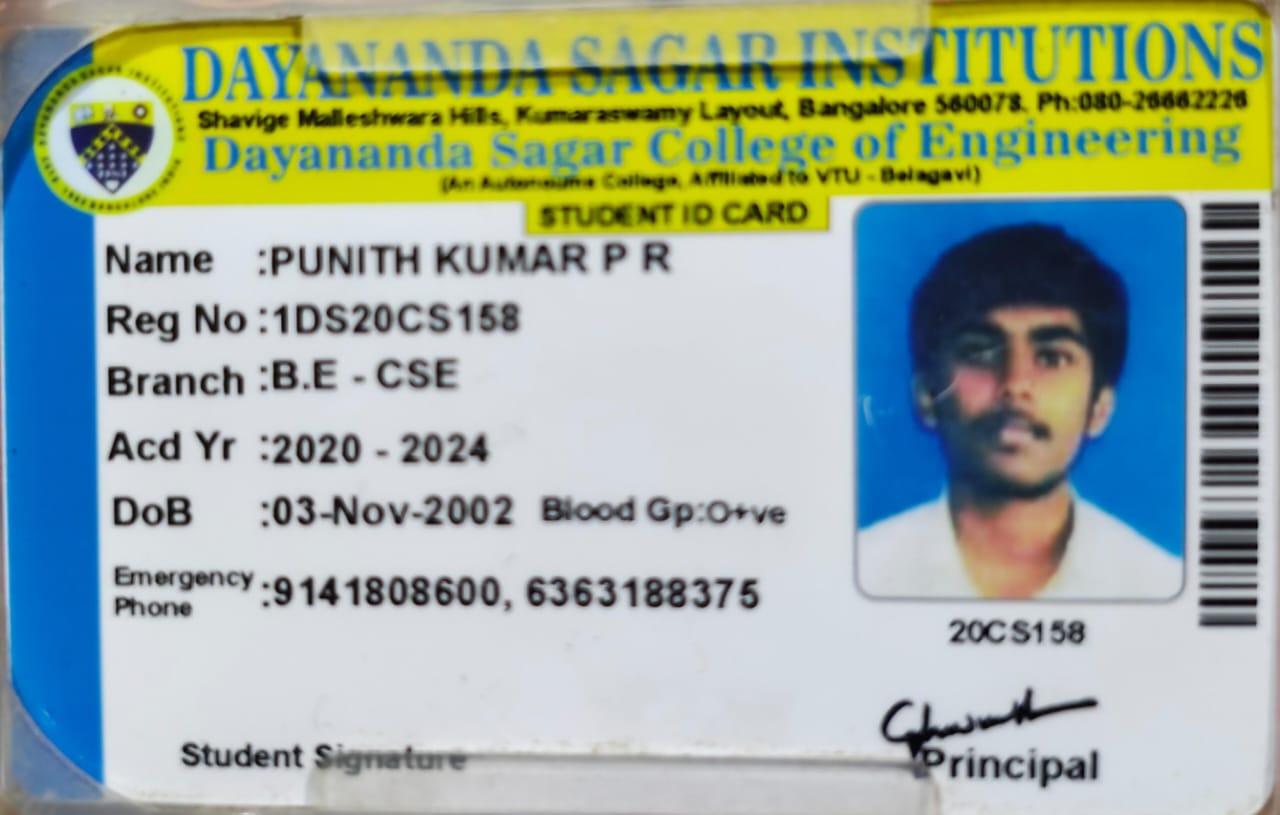 DAYANANDA SAGAR INSTITUTIONS
Shavige Malleshwara Hills, Kumaraswamy Layout, Bangalore 560078. Ph:080-26662226
Dayananda Sagar College of Engineering
(An Autonomous College, Affiliated to VTU - Belagavi)
STUDENT ID CARD
Name :PUNITH KUMAR P R
Reg No :1DS20CS158
Branch :B.E - CSE
Acd Yr :2020 - 2024
DoB :03-Nov-2002 Blood Gp:O+ve
Emergency Phone :9141808600, 6363188375
20CS158
Student Signature
Principal